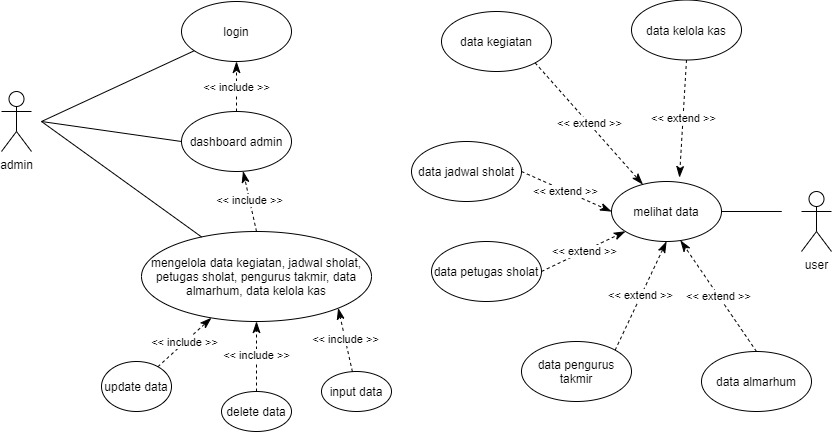 login
data kegiatan
data kelola kas
<< include >>
<< extend >>
<< extend >>
dashboard admin
admin
data jadwal sholat
<< extend >>
<< include >>
melihat data
user
mengelola data kegiatan, jadwal sholat,
petugas sholat, pengurus takmir, data
almarhum, data kelola kas
<< extend >>
data petugas sholat
<< extend >>
<< extend >>
<< include >>
<< include >>
<< include >>
update data
delete data
input data
data pengurus
takmir
data almarhum